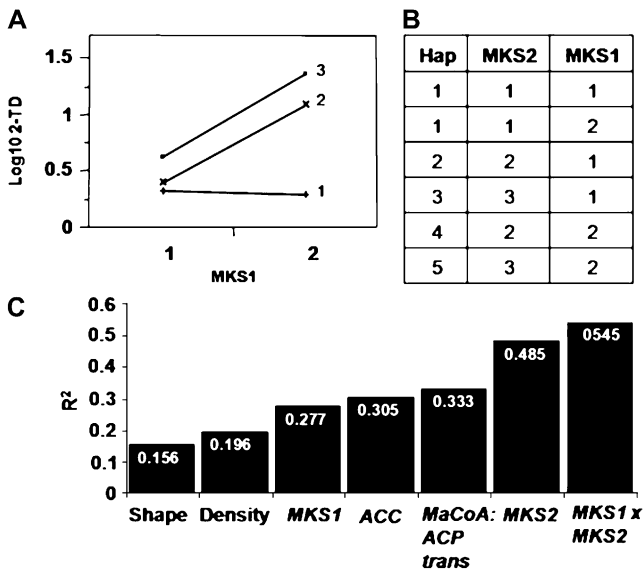 A
Log10 2-TD
1.5
1
0.5
0
3
2
1
1 2
MKS1
B
Hap MKS2 MKS1
1 1 1
1 1 2
2 2 1
3 3 1
4 2 2
5 3 2
C
R²
0.6
0.5
0.4
0.3
0.2
0.1
0
0.156 0.196 0.277 0.305 0.333 0.485 0545
Shape Density MKS1 ACC MaCoA: MKS2 MKS1 x
ACP MKS2
trans